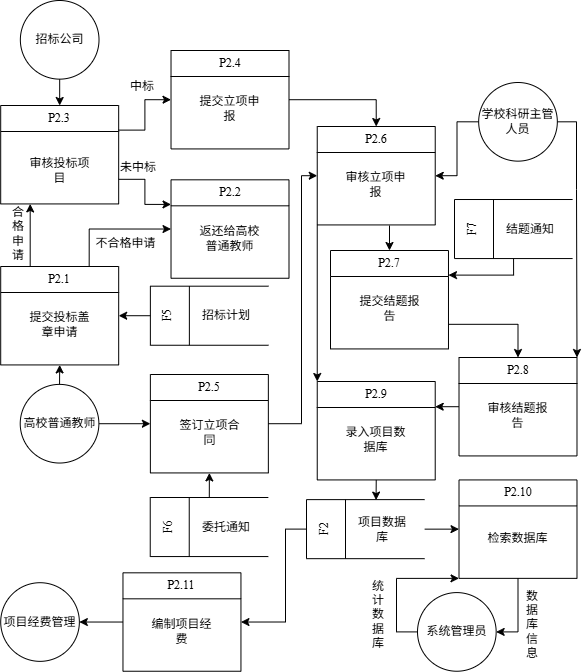 招标公司
P2.4
提交立项申
报
中标
P2.3
审核投标项
目
学校科研主管
人员
P2.6
审核立项申
报
未中标
P2.2
返还给高校
普通教师
合格申请
不合格申请
F7
结题通知
P2.1
提交投标盖
章申请
P2.7
提交结题报
告
F5
招标计划
P2.8
审核结题报
告
P2.5
签订立项合
同
P2.9
录入项目数
据库
高校普通教师
F6
委托通知
F2
项目数据
库
P2.10
检索数据库
P2.11
编制项目经
费
项目经费管理
统计数据库
系统管理员
数据库信息